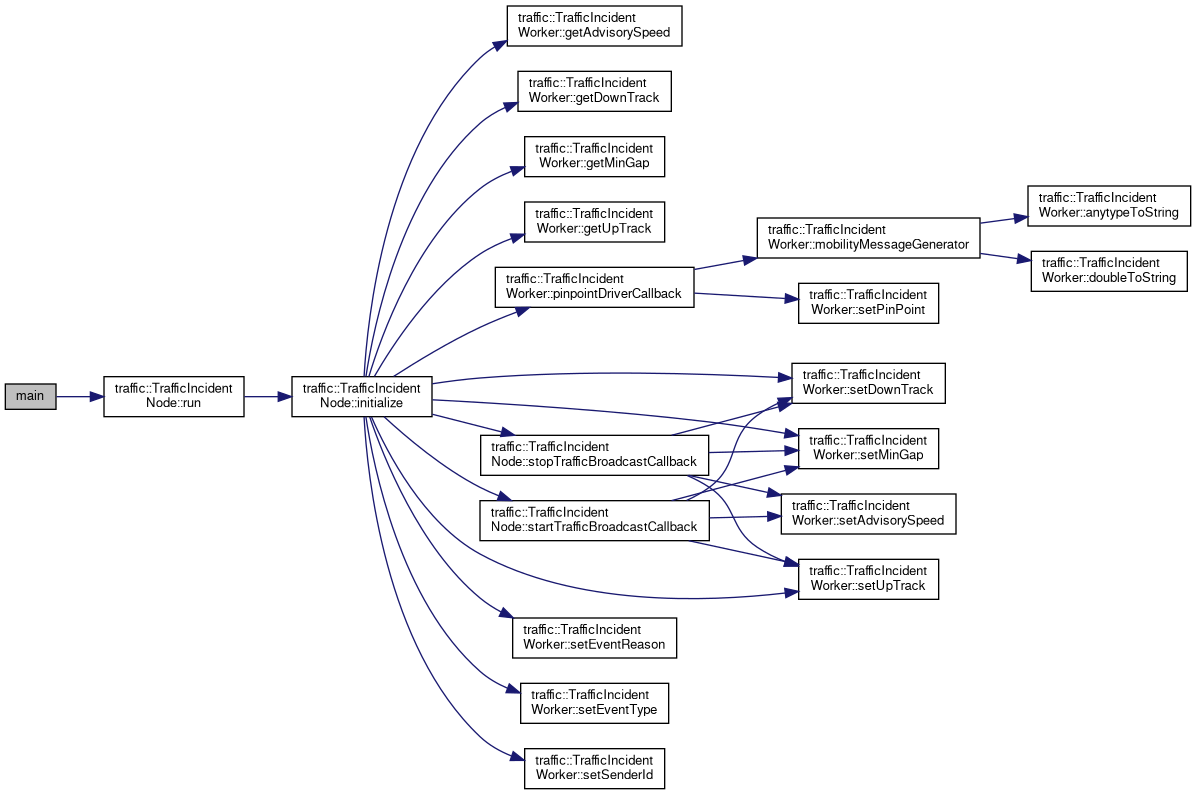 traffic::TrafficIncident
Worker::getAdvisorySpeed
traffic::TrafficIncident
Worker::getDownTrack
traffic::TrafficIncident
Worker::getMinGap
traffic::TrafficIncident
Worker::getUpTrack
traffic::TrafficIncident
Worker::pinpointDriverCallback
traffic::TrafficIncident
Worker::mobilityMessageGenerator
traffic::TrafficIncident
Worker::anytypeToString
traffic::TrafficIncident
Worker::doubleToString
traffic::TrafficIncident
Worker::setPinPoint
main
traffic::TrafficIncident
Node::run
traffic::TrafficIncident
Node::initialize
traffic::TrafficIncident
Worker::setDownTrack
traffic::TrafficIncident
Node::stopTrafficBroadcastCallback
traffic::TrafficIncident
Worker::setMinGap
traffic::TrafficIncident
Node::startTrafficBroadcastCallback
traffic::TrafficIncident
Worker::setAdvisorySpeed
traffic::TrafficIncident
Worker::setUpTrack
traffic::TrafficIncident
Worker::setEventReason
traffic::TrafficIncident
Worker::setEventType
traffic::TrafficIncident
Worker::setSenderId